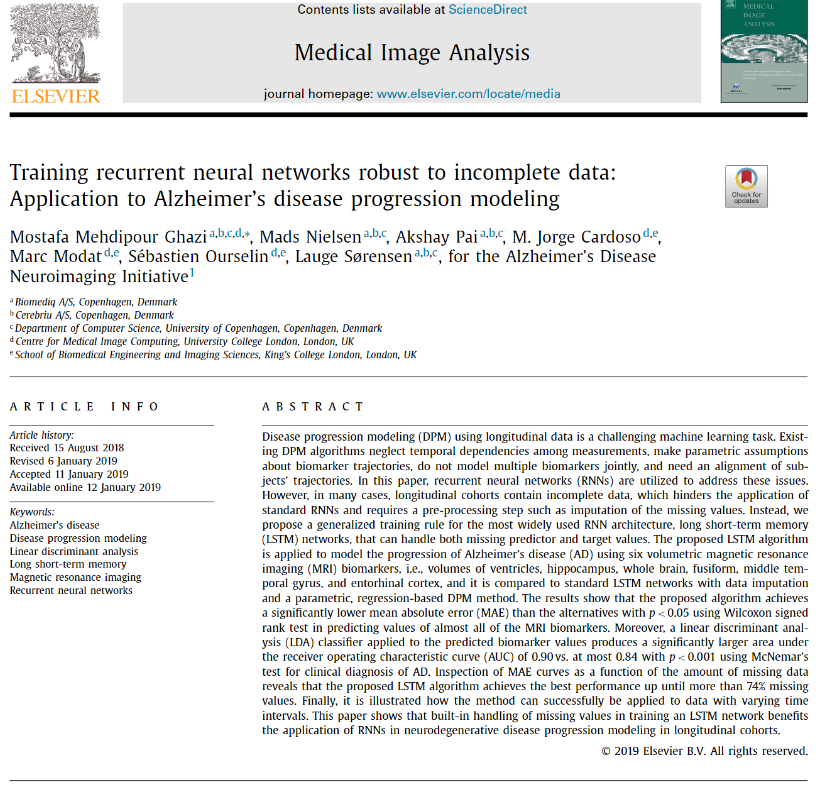 Contents lists available at ScienceDirect
Medical Image Analysis
journal homepage: www.elsevier.com/locate/media
ELSEVIER
MEDICAL
IMAGE
ANALYSIS
Training recurrent neural networks robust to incomplete data:
Application to Alzheimer's disease progression modeling
Check for
updates
Mostafa Mehdipour Ghazi a,b,c,d,*, Mads Nielsen a,b,c, Akshay Pai a,b,c, M. Jorge Cardoso d,e,
Marc Modat d,e, Sébastien Ourselin d,e, Lauge Sørensen a,b,c, for the Alzheimer's Disease
Neuroimaging Initiative 1
a Biomediq A/S, Copenhagen, Denmark
b Cerebriu A/S, Copenhagen, Denmark
c Department of Computer Science, University of Copenhagen, Copenhagen, Denmark
d Centre for Medical Image Computing, University College London, London, UK
e School of Biomedical Engineering and Imaging Sciences, King's College London, London, UK
ARTICLE INFO
Article history:
Received 15 August 2018
Revised 6 January 2019
Accepted 11 January 2019
Available online 12 January 2019
Keywords:
Alzheimer's disease
Disease progression modeling
Linear discriminant analysis
Long short-term memory
Magnetic resonance imaging
Recurrent neural networks
ABSTRACT
Disease progression modeling (DPM) using longitudinal data is a challenging machine learning task. Exist-
ing DPM algorithms neglect temporal dependencies among measurements, make parametric assumptions
about biomarker trajectories, do not model multiple biomarkers jointly, and need an alignment of sub-
jects' trajectories. In this paper, recurrent neural networks (RNNs) are utilized to address these issues.
However, in many cases, longitudinal cohorts contain incomplete data, which hinders the application of
standard RNNs and requires a pre-processing step such as imputation of the missing values. Instead, we
propose a generalized training rule for the most widely used RNN architecture, long short-term memory
(LSTM) networks, that can handle both missing predictor and target values. The proposed LSTM algorithm
is applied to model the progression of Alzheimer's disease (AD) using six volumetric magnetic resonance
imaging (MRI) biomarkers, i.e., volumes of ventricles, hippocampus, whole brain, fusiform, middle tem-
poral gyrus, and entorhinal cortex, and it is compared to standard LSTM networks with data imputation
and a parametric, regression-based DPM method. The results show that the proposed algorithm achieves
a significantly lower mean absolute error (MAE) than the alternatives with p < 0.05 using Wilcoxon signed
rank test in predicting values of almost all of the MRI biomarkers. Moreover, a linear discriminant anal-
ysis (LDA) classifier applied to the predicted biomarker values produces a significantly larger area under
the receiver operating characteristic curve (AUC) of 0.90 vs. at most 0.84 with p < 0.001 using McNemar's
test for clinical diagnosis of AD. Inspection of MAE curves as a function of the amount of missing data
reveals that the proposed LSTM algorithm achieves the best performance up until more than 74% missing
values. Finally, it is illustrated how the method can successfully be applied to data with varying time
intervals. This paper shows that built-in handling of missing values in training an LSTM network benefits
the application of RNNs in neurodegenerative disease progression modeling in longitudinal cohorts.
© 2019 Elsevier B.V. All rights reserved.